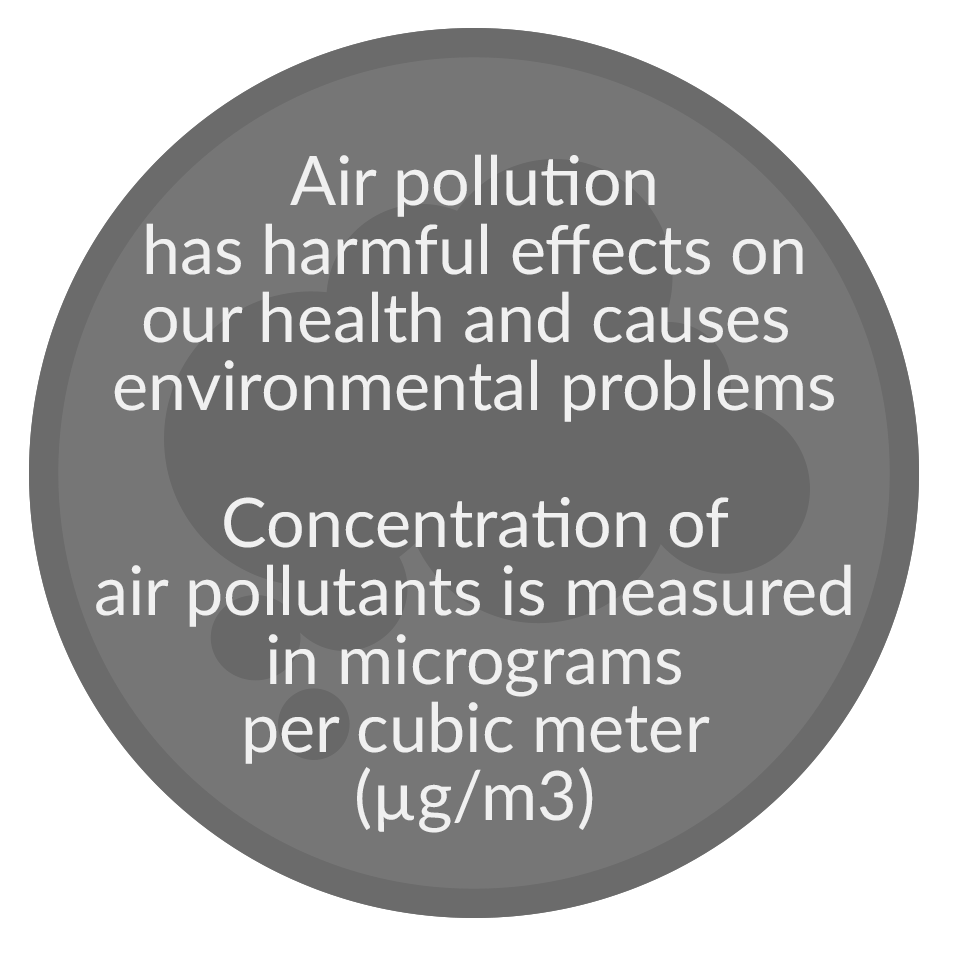 Air pollution
has harmful effects on
our health and causes
environmental problems
Concentration of
air pollutants is measured
in micrograms
per cubic meter
(µg/m3)